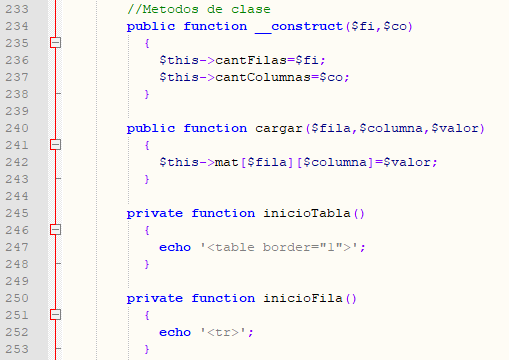 233 //Metodos de clase
234 public function __construct($fi,$co)
235 {
236 $this->cantFilas=$fi;
237 $this->cantColumnas=$co;
238 }
239
240 public function cargar($fila,$columna,$valor)
241 {
242 $this->mat[$fila][$columna]=$valor;
243 }
244
245 private function inicioTabla()
246 {
247 echo '<table border="1">';
248 }
249
250 private function inicioFila()
251 {
252 echo '<tr>';
253 }